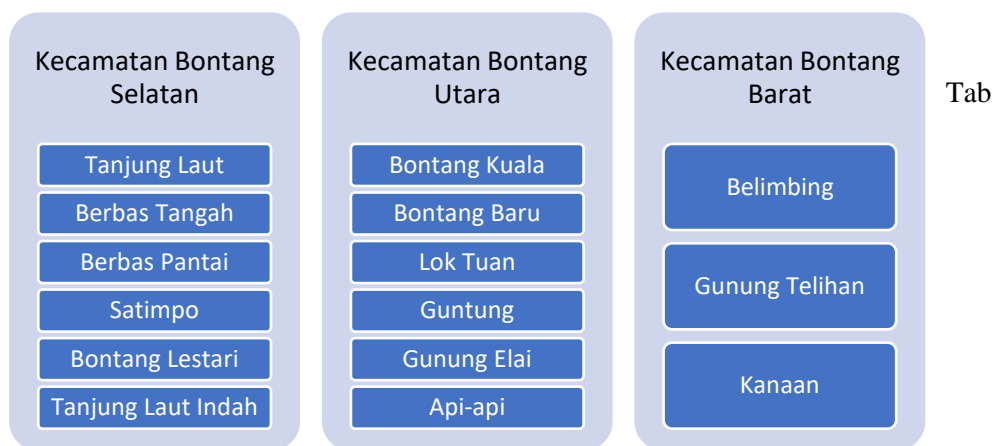 Kecamatan Bontang
Selatan
Tanjung Laut
Berbas Tangah
Berbas Pantai
Satimpo
Bontang Lestari
Tanjung Laut Indah
Kecamatan Bontang
Utara
Bontang Kuala
Bontang Baru
Lok Tuan
Guntung
Gunung Elai
Api-api
Kecamatan Bontang
Barat
Belimbing
Gunung Telihan
Kanaan
Tab